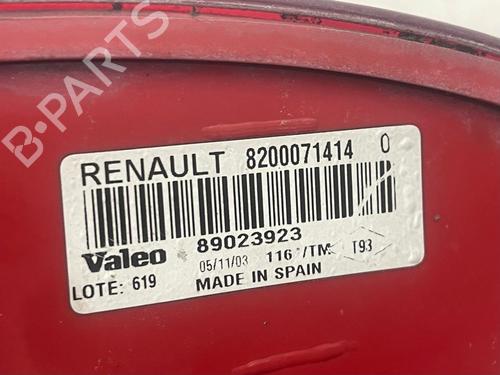 B-PARTS
RENAULT 8200071414 0
Valeo 89023923
05/11/03 116 /TM T93
LOTE: 619 MADE IN SPAIN